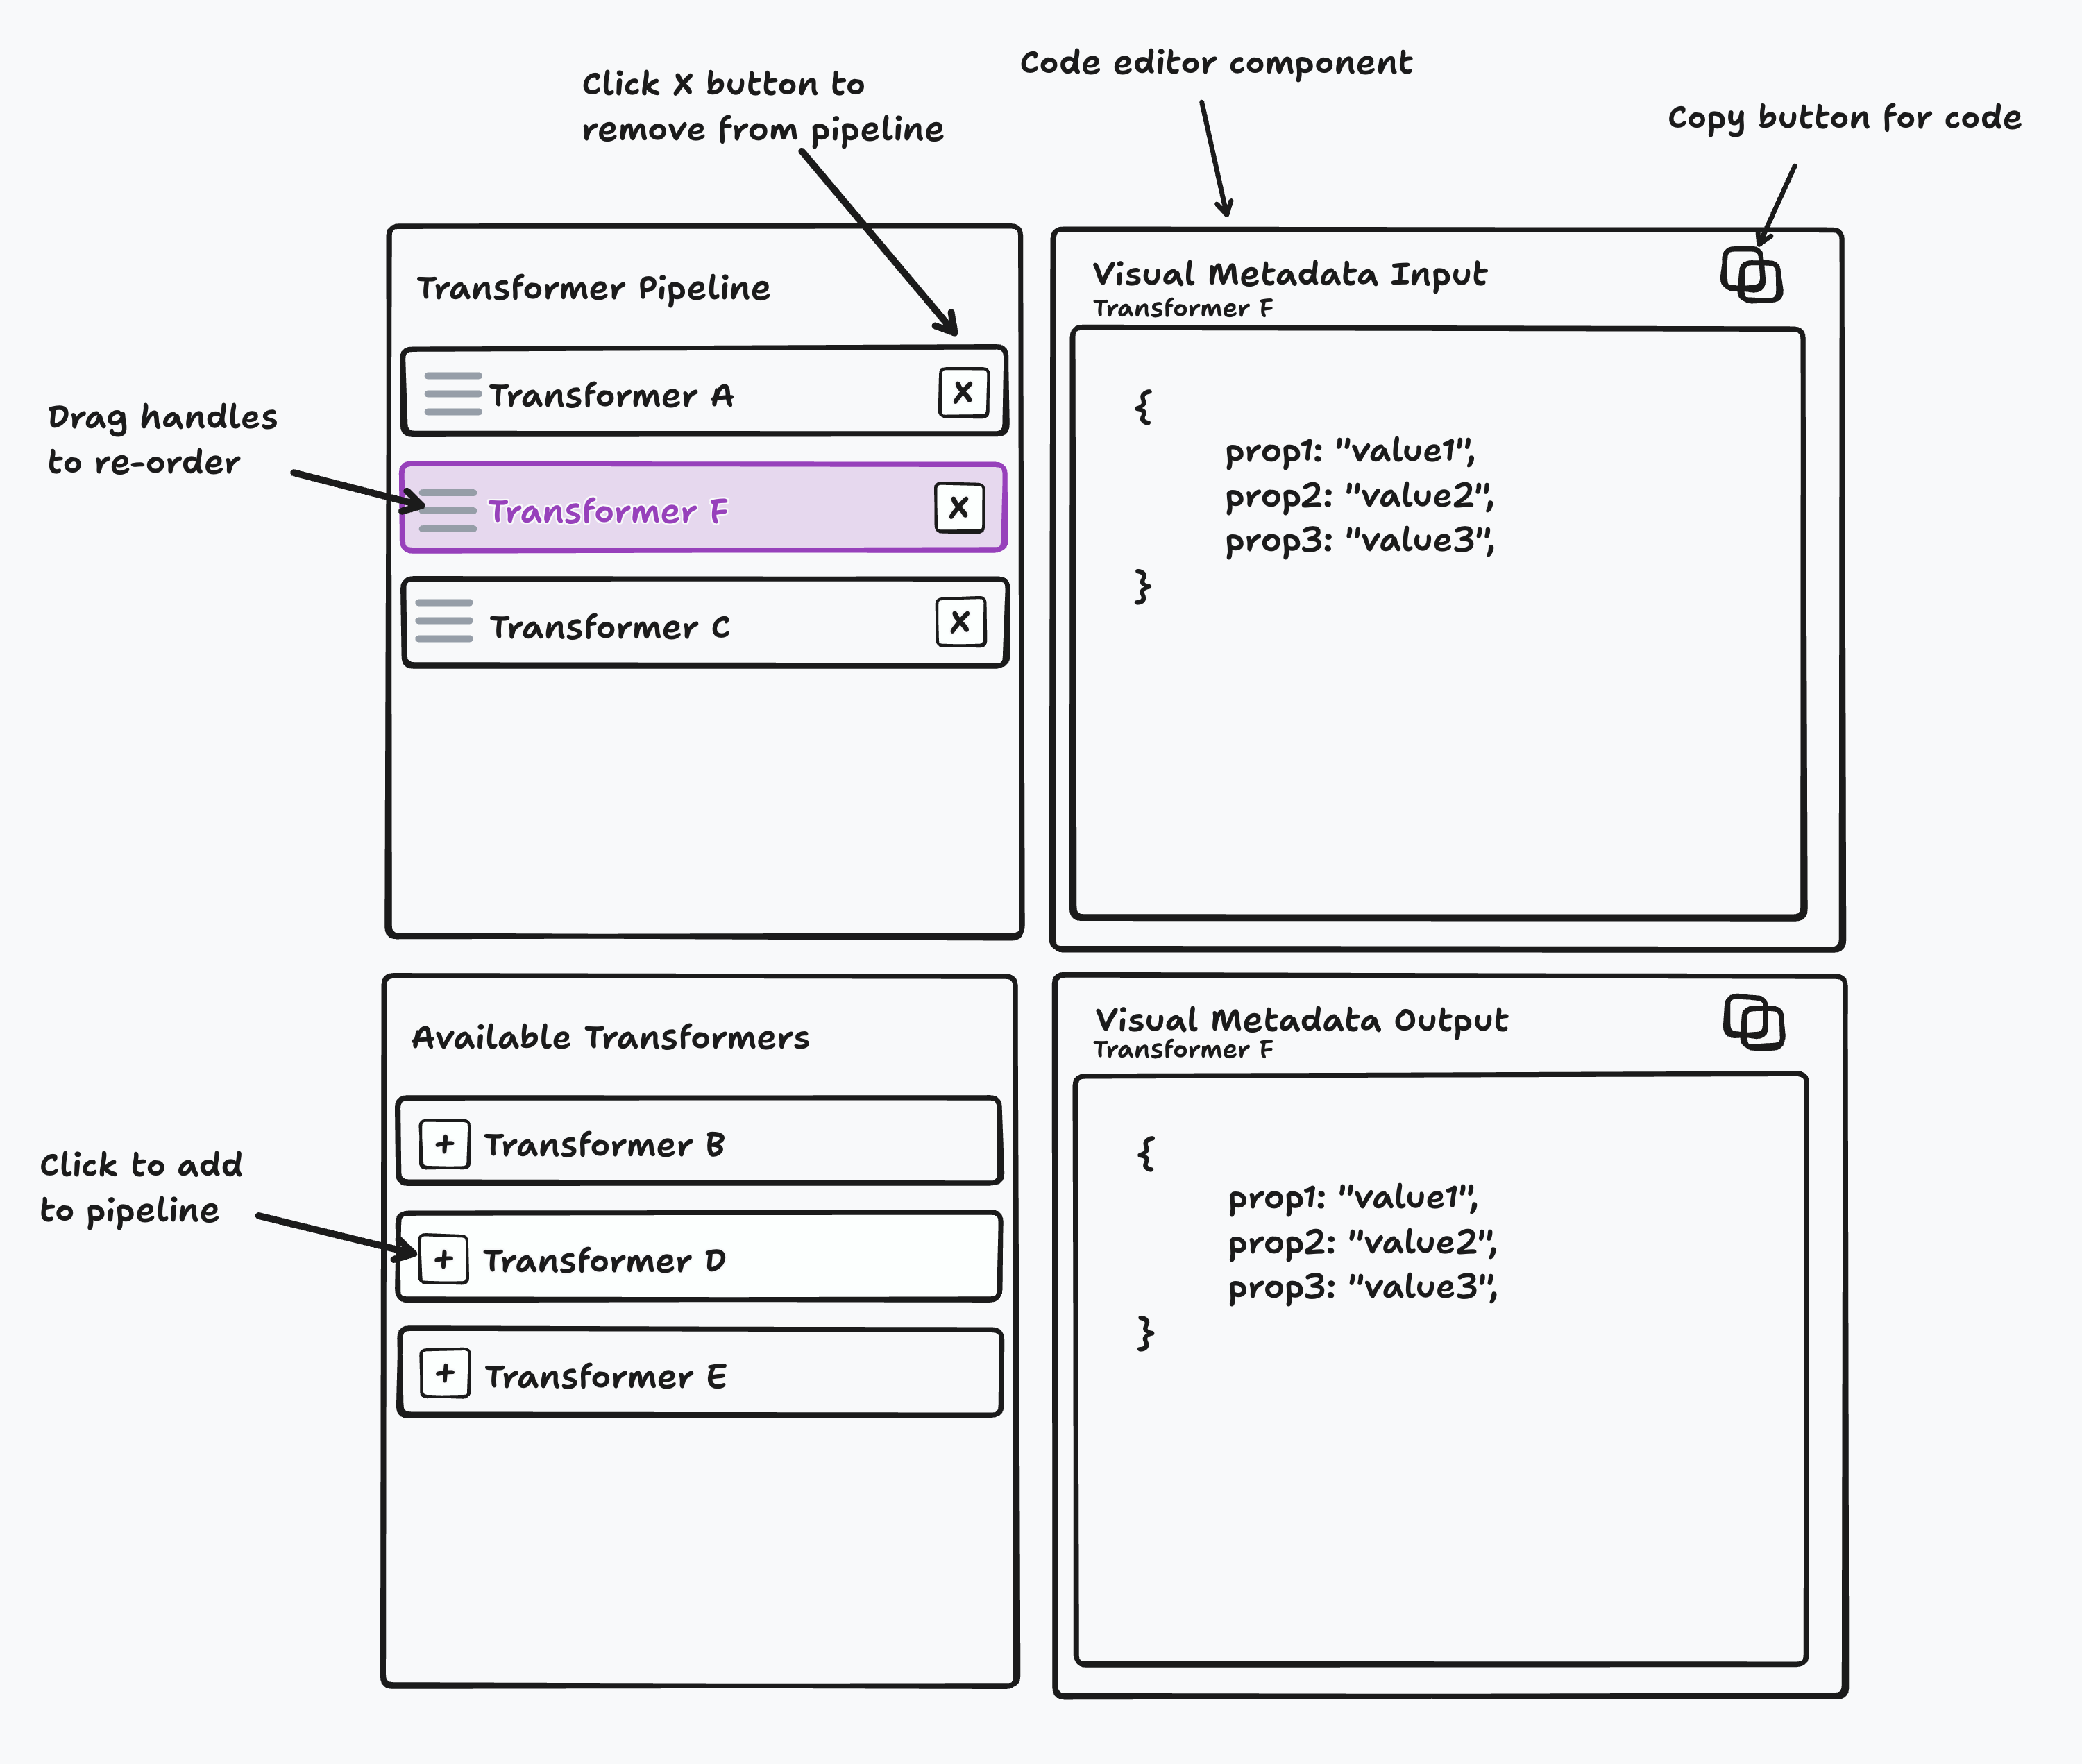 Code editor component
Click X button to
remove from pipeline
Copy button for code
Transformer Pipeline
Transformer A
X
Drag handles
to re-order
Transformer F
X
Transformer C
X
Visual Metadata Input
Transformer F
{
prop1: "value1",
prop2: "value2",
prop3: "value3",
}
Available Transformers
+ Transformer B
Click to add
to pipeline
+ Transformer D
+ Transformer E
Visual Metadata Output
Transformer F
{
prop1: "value1",
prop2: "value2",
prop3: "value3",
}